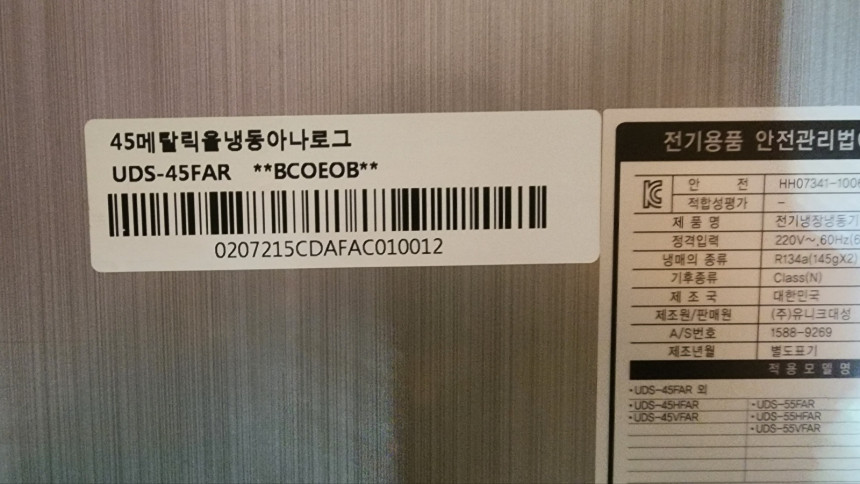 45메탈릭올냉동아나로그
UDS-45FAR **BCOEOB**
0207215CDAFAC010012
전기용품 안전관리법
안 전 HH07341-100
적합성평가 -
제 품 명 전기냉장냉동기
정격입력 220V~,60Hz
냉매의 종류 R134a(145gX2)
기후종류 Class(N)
제 조 국 대한민국
제조원/판매원 (주)유니크대성
A/S번호 1588-9269
제조년월 별도표기
적 용 모 델 명
•UDS-45FAR 외
•UDS-45HFAR •UDS-55FAR
•UDS-45VFAR •UDS-55HFAR
•UDS-55VFAR